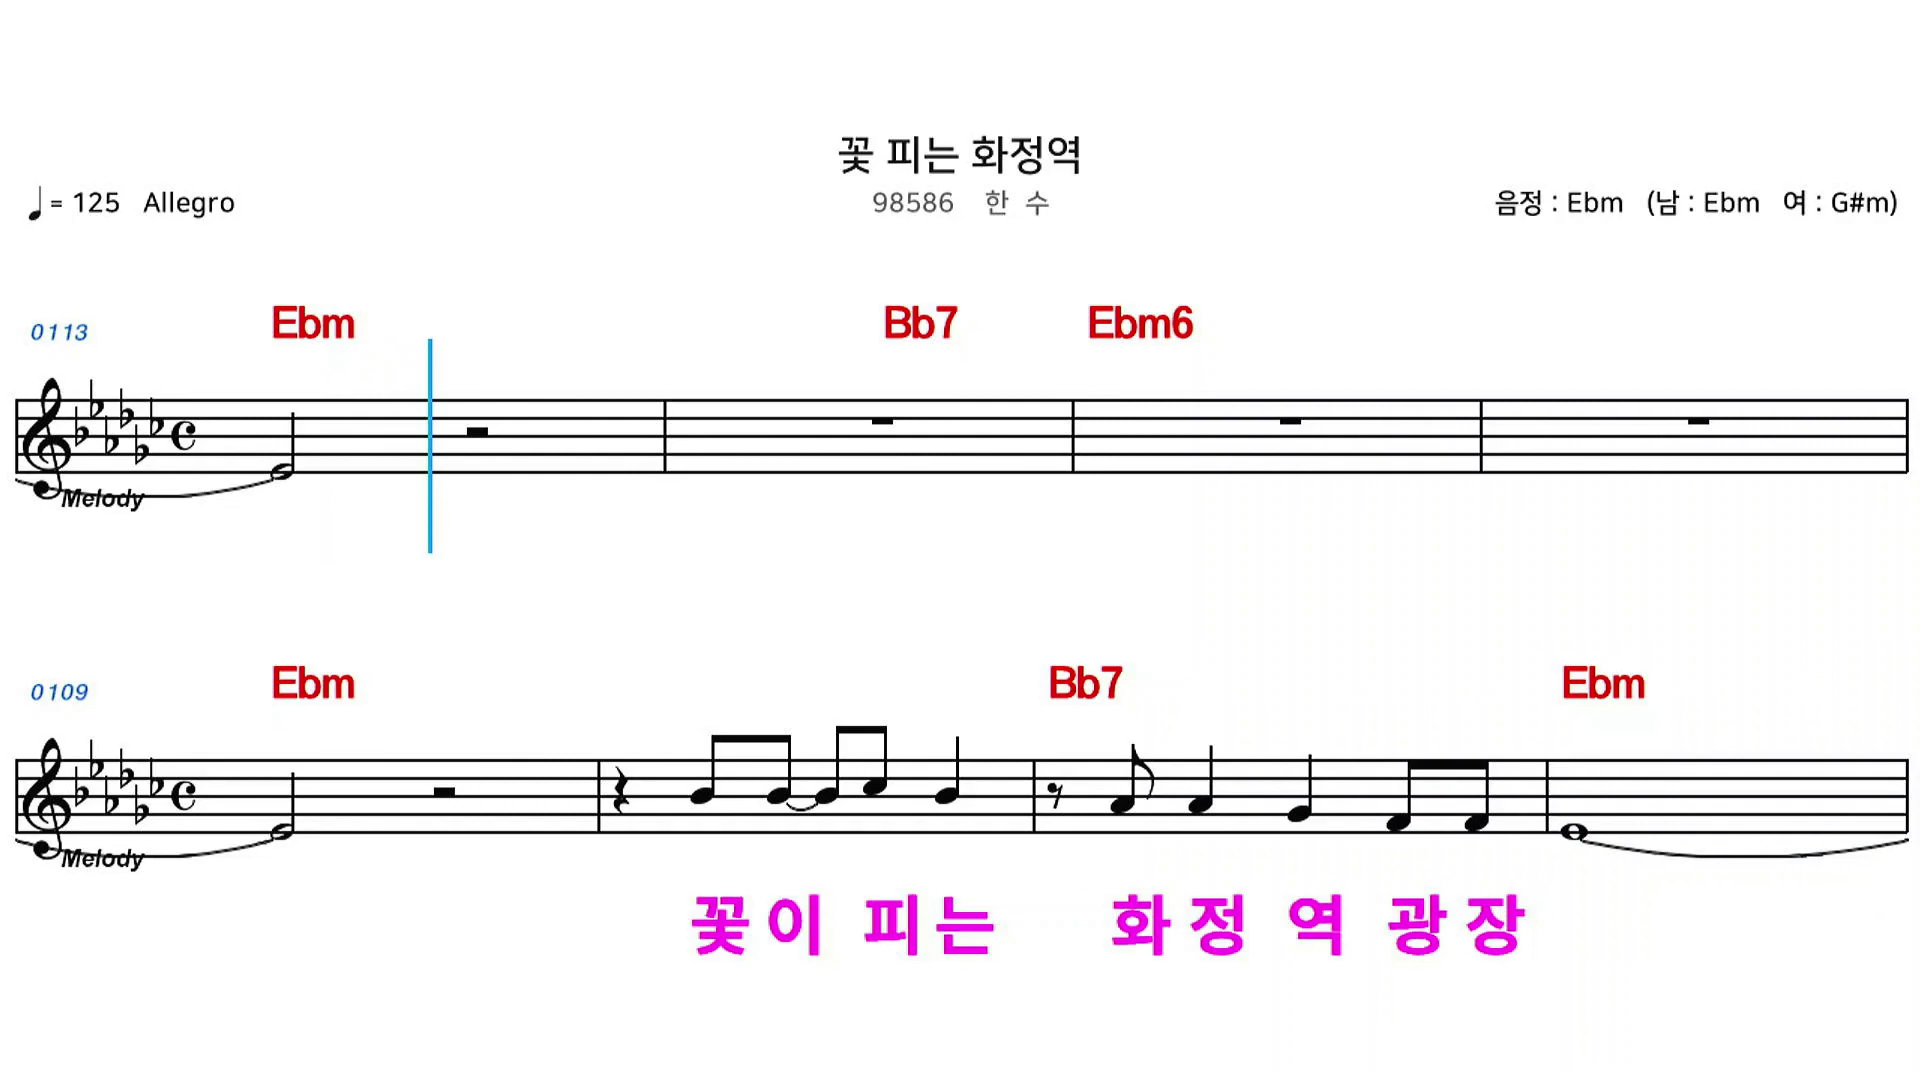 꽃 피는 화정역
♩= 125 Allegro 98586 한 수 음정 : Ebm (남 : Ebm 여 : G#m)
0113 Ebm Bb7 Ebm6
Melody
0109 Ebm Bb7 Ebm
Melody
꽃이 피는 화정역 광장